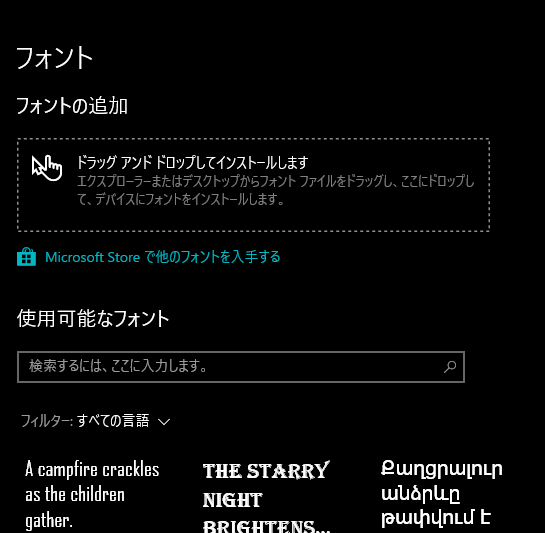 フォント
フォントの追加
ドラッグ アンド ドロップしてインストールします
エクスプローラーまたはデスクトップからフォント ファイルをドラッグし、ここにドロップし
て、デバイスにフォントをインストールします。
Microsoft Store で他のフォントを入手する
使用可能なフォント
検索するには、ここに入力します。
フィルター: すべての言語
A campfire crackles
as the children
gather.
THE STARRY
NIGHT
BRIGHTENS...
Քաղցրալուր
անձրևը
թափվում է